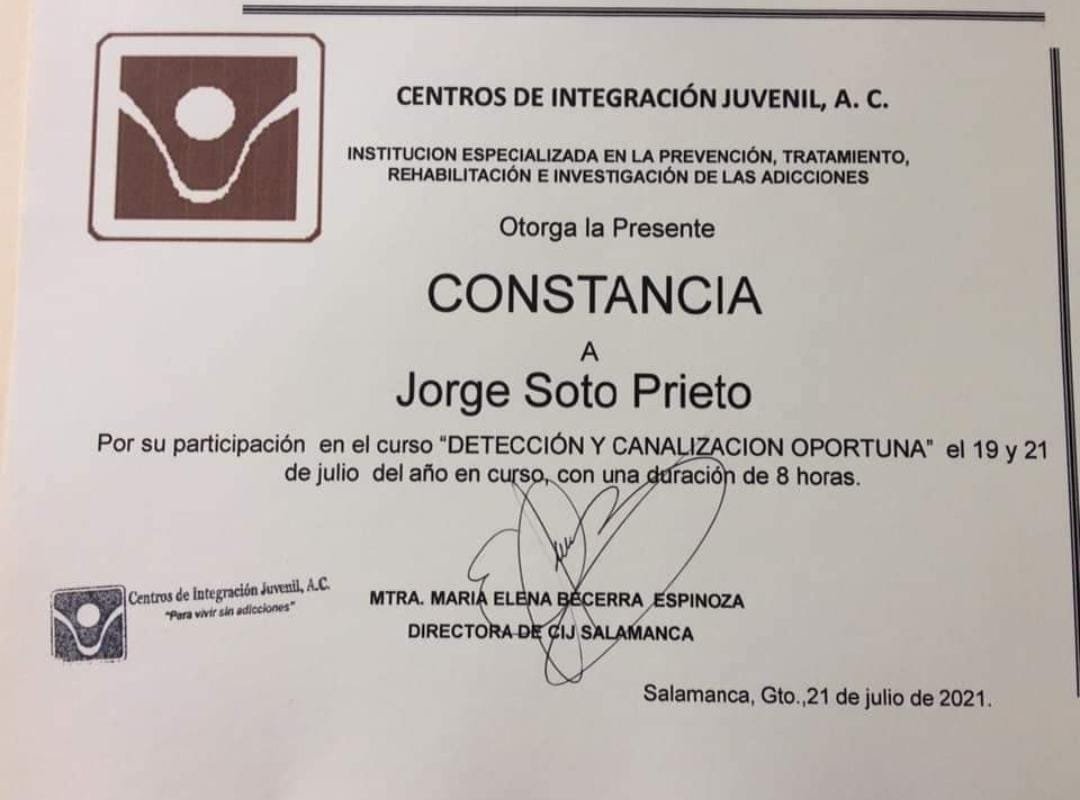 CENTROS DE INTEGRACIÓN JUVENIL, A. C.
INSTITUCION ESPECIALIZADA EN LA PREVENCIÓN, TRATAMIENTO,
REHABILITACIÓN E INVESTIGACIÓN DE LAS ADICCIONES
Otorga la Presente
CONSTANCIA
A
Jorge Soto Prieto
Por su participación en el curso “DETECCIÓN Y CANALIZACION OPORTUNA” el 19 y 21
de julio del año en curso, con una duración de 8 horas.
Centros de Integración Juvenil, A.C.
"Para vivir sin adicciones"
MTRA. MARIA ELENA BECERRA ESPINOZA
DIRECTORA DE CIJ SALAMANCA
Salamanca, Gto.,21 de julio de 2021.